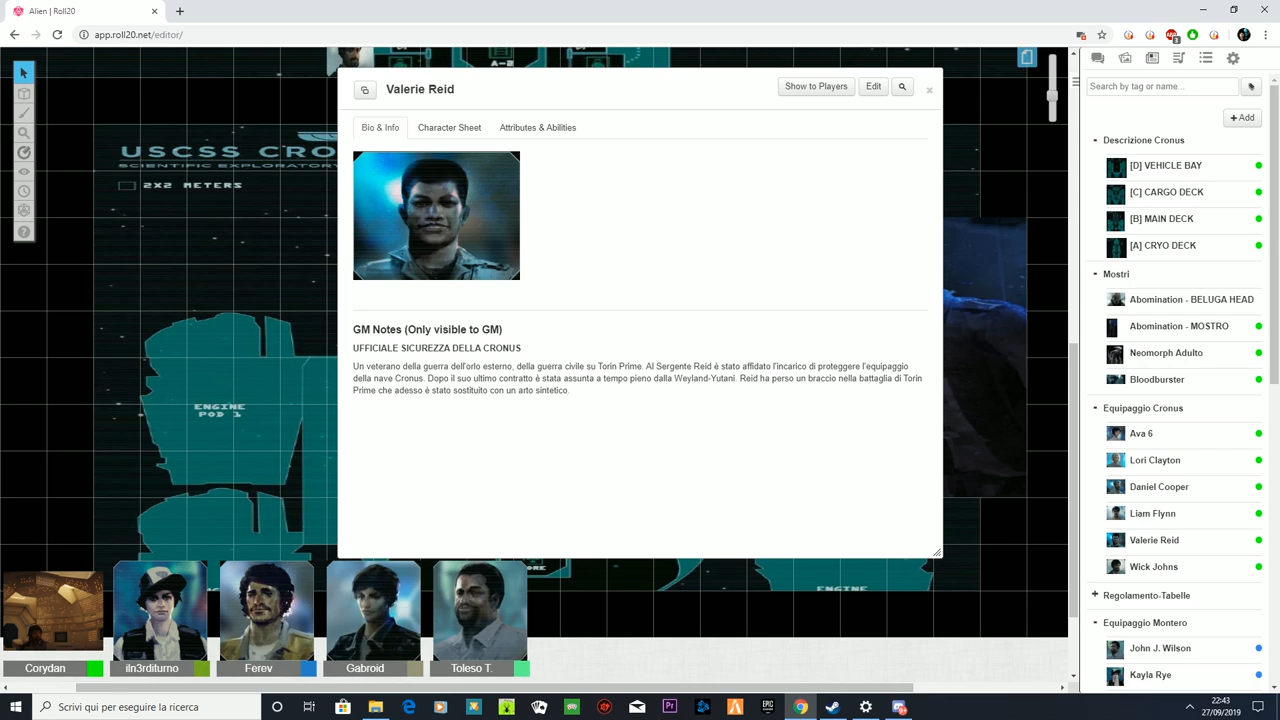 Alien | Roll20
app.roll20.net/editor/
A-2
USCSS CRO
SCIENTIFIC EXPLORATOR
2X2 METERS
ENGINE
POD 1
Valerie Reid
Show to Players
Edit
Bio & Info
Character Sheet
Attributes & Abilities
GM Notes (Only visible to GM)
UFFICIALE SICUREZZA DELLA CRONUS
Un veterano della guerra dell'orlo esterno, della guerra civile su Torin Prime. Al Sergente Reid è stato affidato l'incarico di proteggere l'equipaggio
della nave Cronus. Dopo il suo ultimo contratto è stata assunta a tempo pieno dalla Weyland-Yutani. Reid ha perso un braccio nella battaglia di Torin
Prime che adesso è stato sostituito con un arto sintetico.
ENGINE
Corydan
iln3rditurno
Ferev
Gabroid
Toleso T.
Search by tag or name...
+ Add
Descrizione Cronus
[D] VEHICLE BAY
[C] CARGO DECK
[B] MAIN DECK
[A] CRYO DECK
Mostri
Abomination - BELUGA HEAD
Abomination - MOSTRO
Neomorph Adulto
Bloodburster
Equipaggio Cronus
Ava 6
Lori Clayton
Daniel Cooper
Liam Flynn
Valerie Reid
Wick Johns
Regolamento-Tabelle
Equipaggio Montero
John J. Wilson
Kayla Rye
Scrivi qui per eseguire la ricerca
Pr
EPIC
22:43
27/09/2019